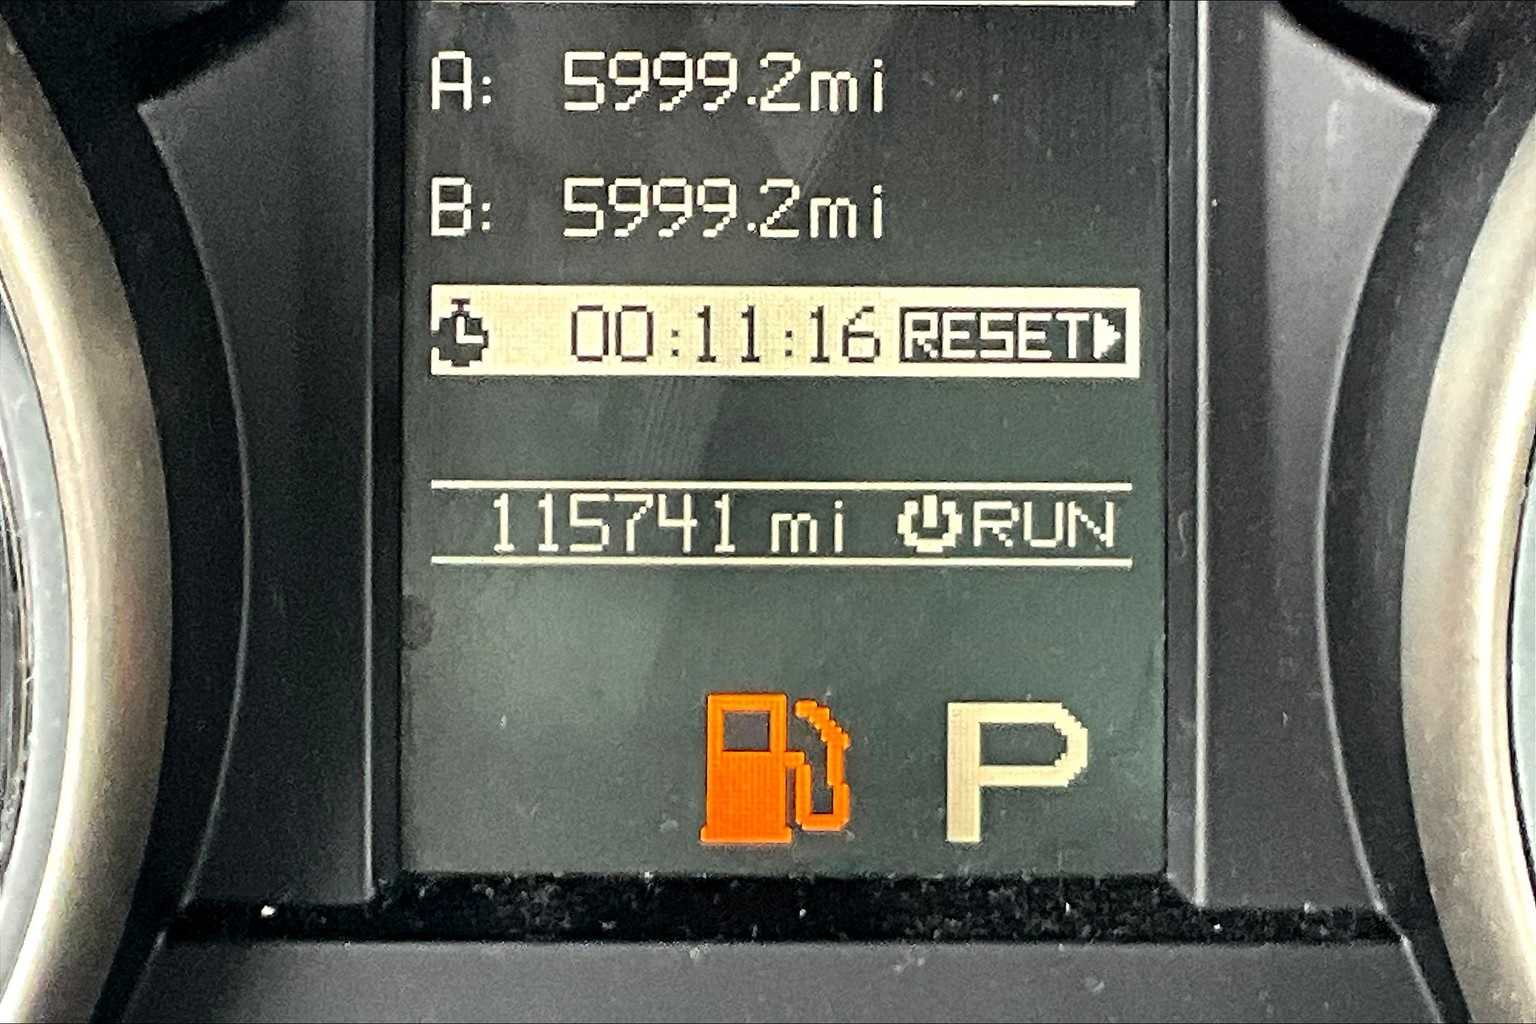 A: 5999.2mi
B: 5999.2mi
00:11:16 RESET
115741 mi RUN
P